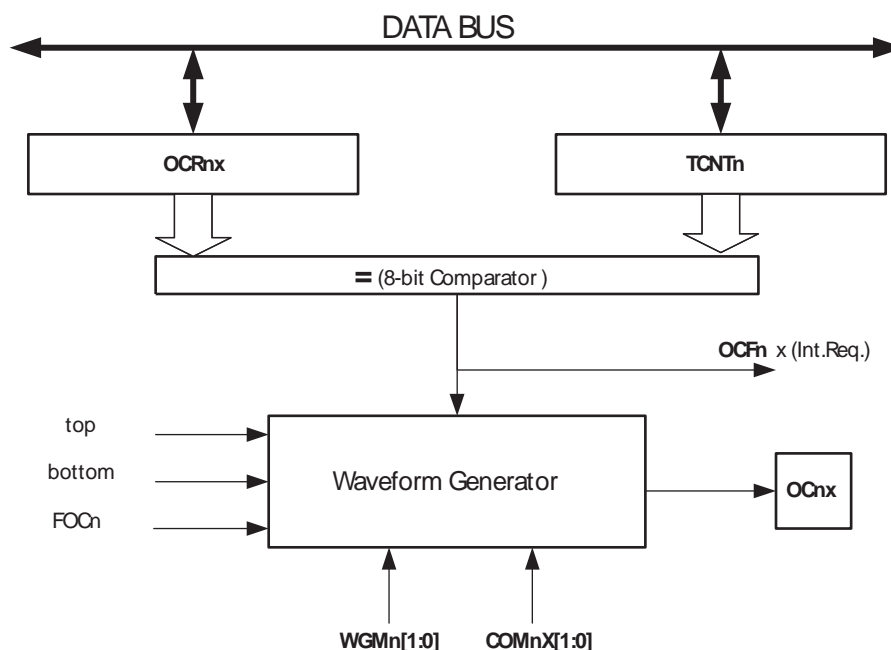 DATA BUS
OCRnx
TCNTn
= (8-bit Comparator )
OCFn x (Int.Req.)
top
bottom
FOCn
Waveform Generator
OCnx
WGMn[1:0]
COMnX[1:0]